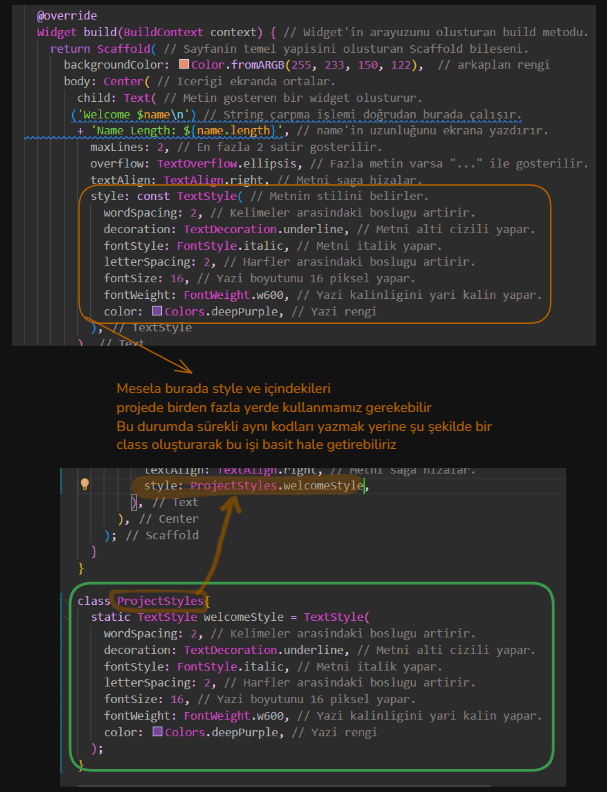 @override
Widget build(BuildContext context) { // Widget'in arayuzunu olusturan build metodu.
return Scaffold( // Sayfanin temel yapisini olusturan Scaffold bileseni.
backgroundColor: Color.fromARGB(255, 233, 150, 122), // arkaplan rengi
body: Center( // Icerigi ekranda ortalar.
child: Text( // Metin gosteren bir widget olusturur.
('Welcome $name\n') // String çarpma işlemi doğrudan burada çalışır.
+ 'Name Length: ${name.length}', // name'in uzunluğunu ekrana yazdırır.
maxLines: 2, // En fazla 2 satir gosterilir.
overflow: TextOverflow.ellipsis, // Fazla metin varsa "..." ile gosterilir.
textAlign: TextAlign.right, // Metni saga hizalar.
style: const TextStyle( // Metnin stilini belirler.
wordSpacing: 2, // Kelimeler arasindaki boslugu artirir.
decoration: TextDecoration.underline, // Metni alti cizili yapar.
fontStyle: FontStyle.italic, // Metni italik yapar.
letterSpacing: 2, // Harfler arasindaki boslugu artirir.
fontSize: 16, // Yazi boyutunu 16 piksel yapar.
fontWeight: FontWeight.w600, // Yazi kalinligini yari kalin yapar.
color: Colors.deepPurple, // Yazi rengi
), // TextStyle
), // Text
Mesela burada style ve içindekileri
projede birden fazla yerde kullanmamız gerekebilir
Bu durumda sürekli aynı kodları yazmak yerine şu şekilde bir
class oluşturarak bu işi basit hale getirebiliriz
textAlign: TextAlign.right, // Metni saga hizalar.
style: ProjectStyles.welcomeStyle,
), // Text
), // Center
); // Scaffold
}
}
class ProjectStyles{
static TextStyle welcomeStyle = TextStyle(
wordSpacing: 2, // Kelimeler arasindaki boslugu artirir.
decoration: TextDecoration.underline, // Metni alti cizili yapar.
fontStyle: FontStyle.italic, // Metni italik yapar.
letterSpacing: 2, // Harfler arasindaki boslugu artirir.
fontSize: 16, // Yazi boyutunu 16 piksel yapar.
fontWeight: FontWeight.w600, // Yazi kalinligini yari kalin yapar.
color: Colors.deepPurple, // Yazi rengi
);
}